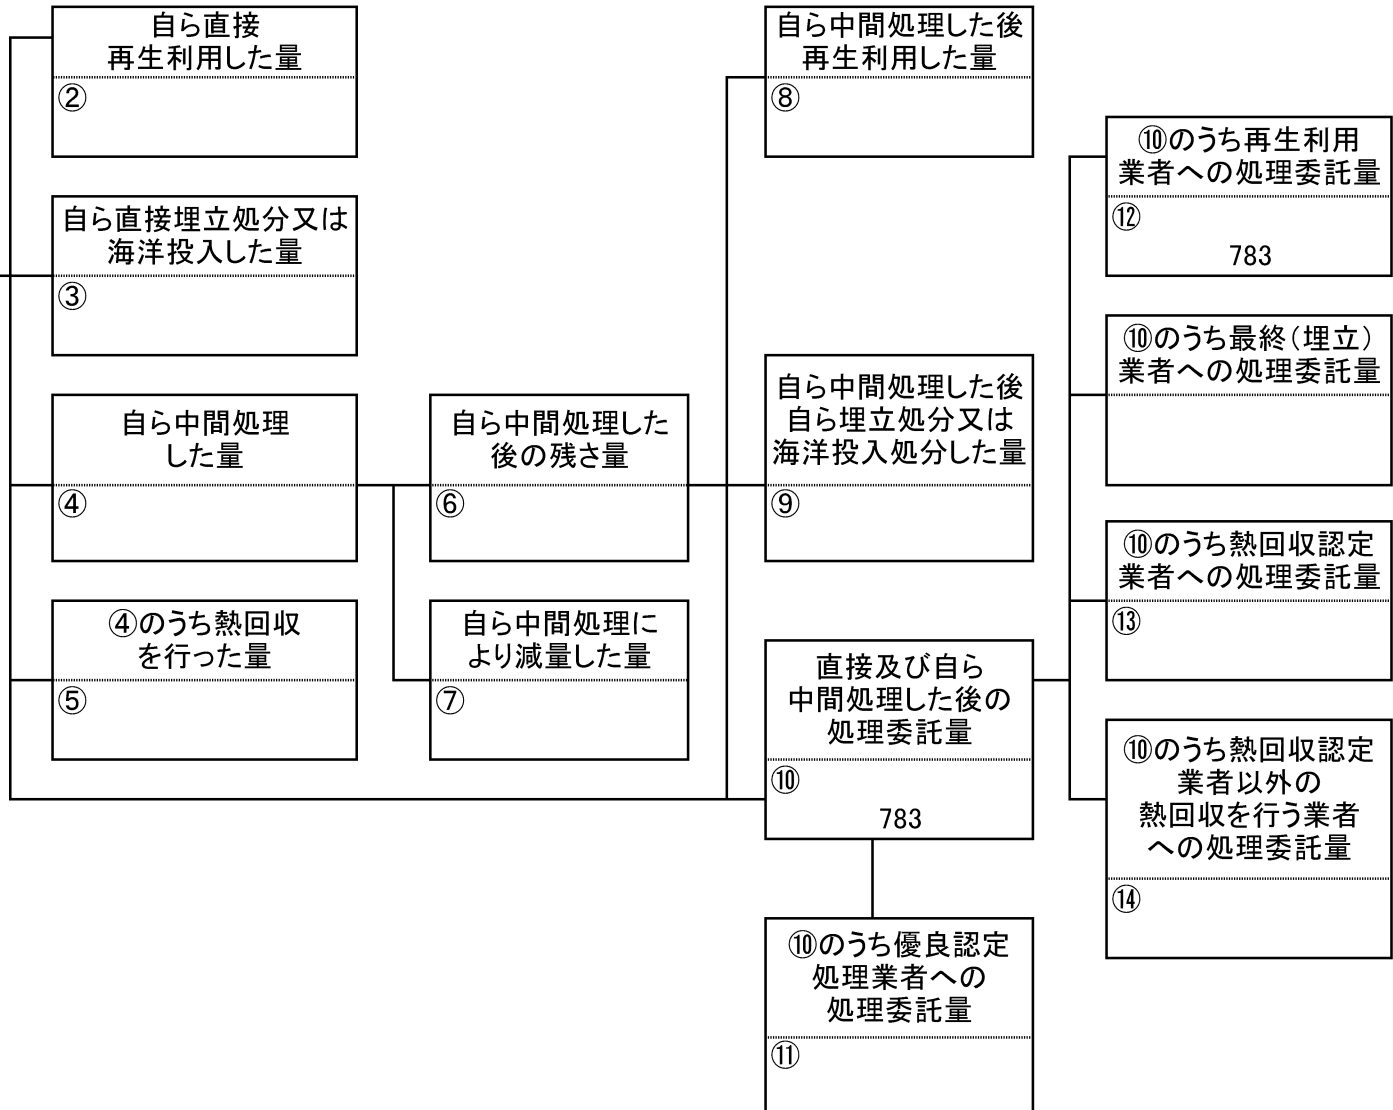 自ら直接
再生利用した量
②
自ら直接埋立処分又は
海洋投入した量
③
自ら中間処理
した量
④
④のうち熱回収
を行った量
⑤
自ら中間処理した
後の残さ量
⑥
自ら中間処理に
より減量した量
⑦
自ら中間処理した後
再生利用した量
⑧
自ら中間処理した後
自ら埋立処分又は
海洋投入処分した量
⑨
直接及び自ら
中間処理した後の
処理委託量
⑩
783
⑩のうち優良認定
処理業者への
処理委託量
⑪
⑩のうち再生利用
業者への処理委託量
⑫
783
⑩のうち最終（埋立）
業者への処理委託量
⑩のうち熱回収認定
業者への処理委託量
⑬
⑩のうち熱回収認定
業者以外の
熱回収を行う業者
への処理委託量
⑭